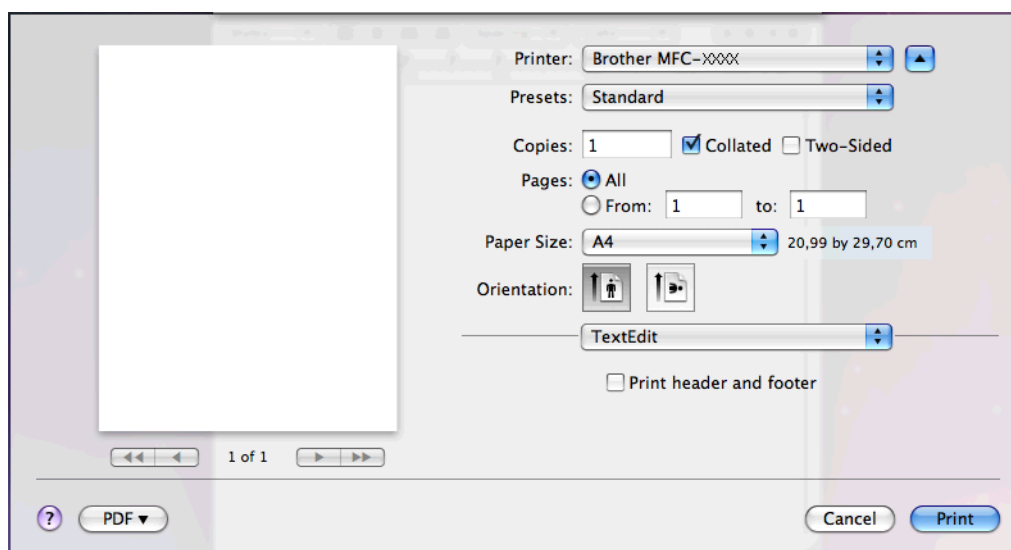 Printer: Brother MFC-XXXX
Presets: Standard
Copies: 1 Collated Two-Sided
Pages: All
From: 1 to: 1
Paper Size: A4 20,99 by 29,70 cm
Orientation:
TextEdit
Print header and footer
1 of 1
? PDF Cancel Print